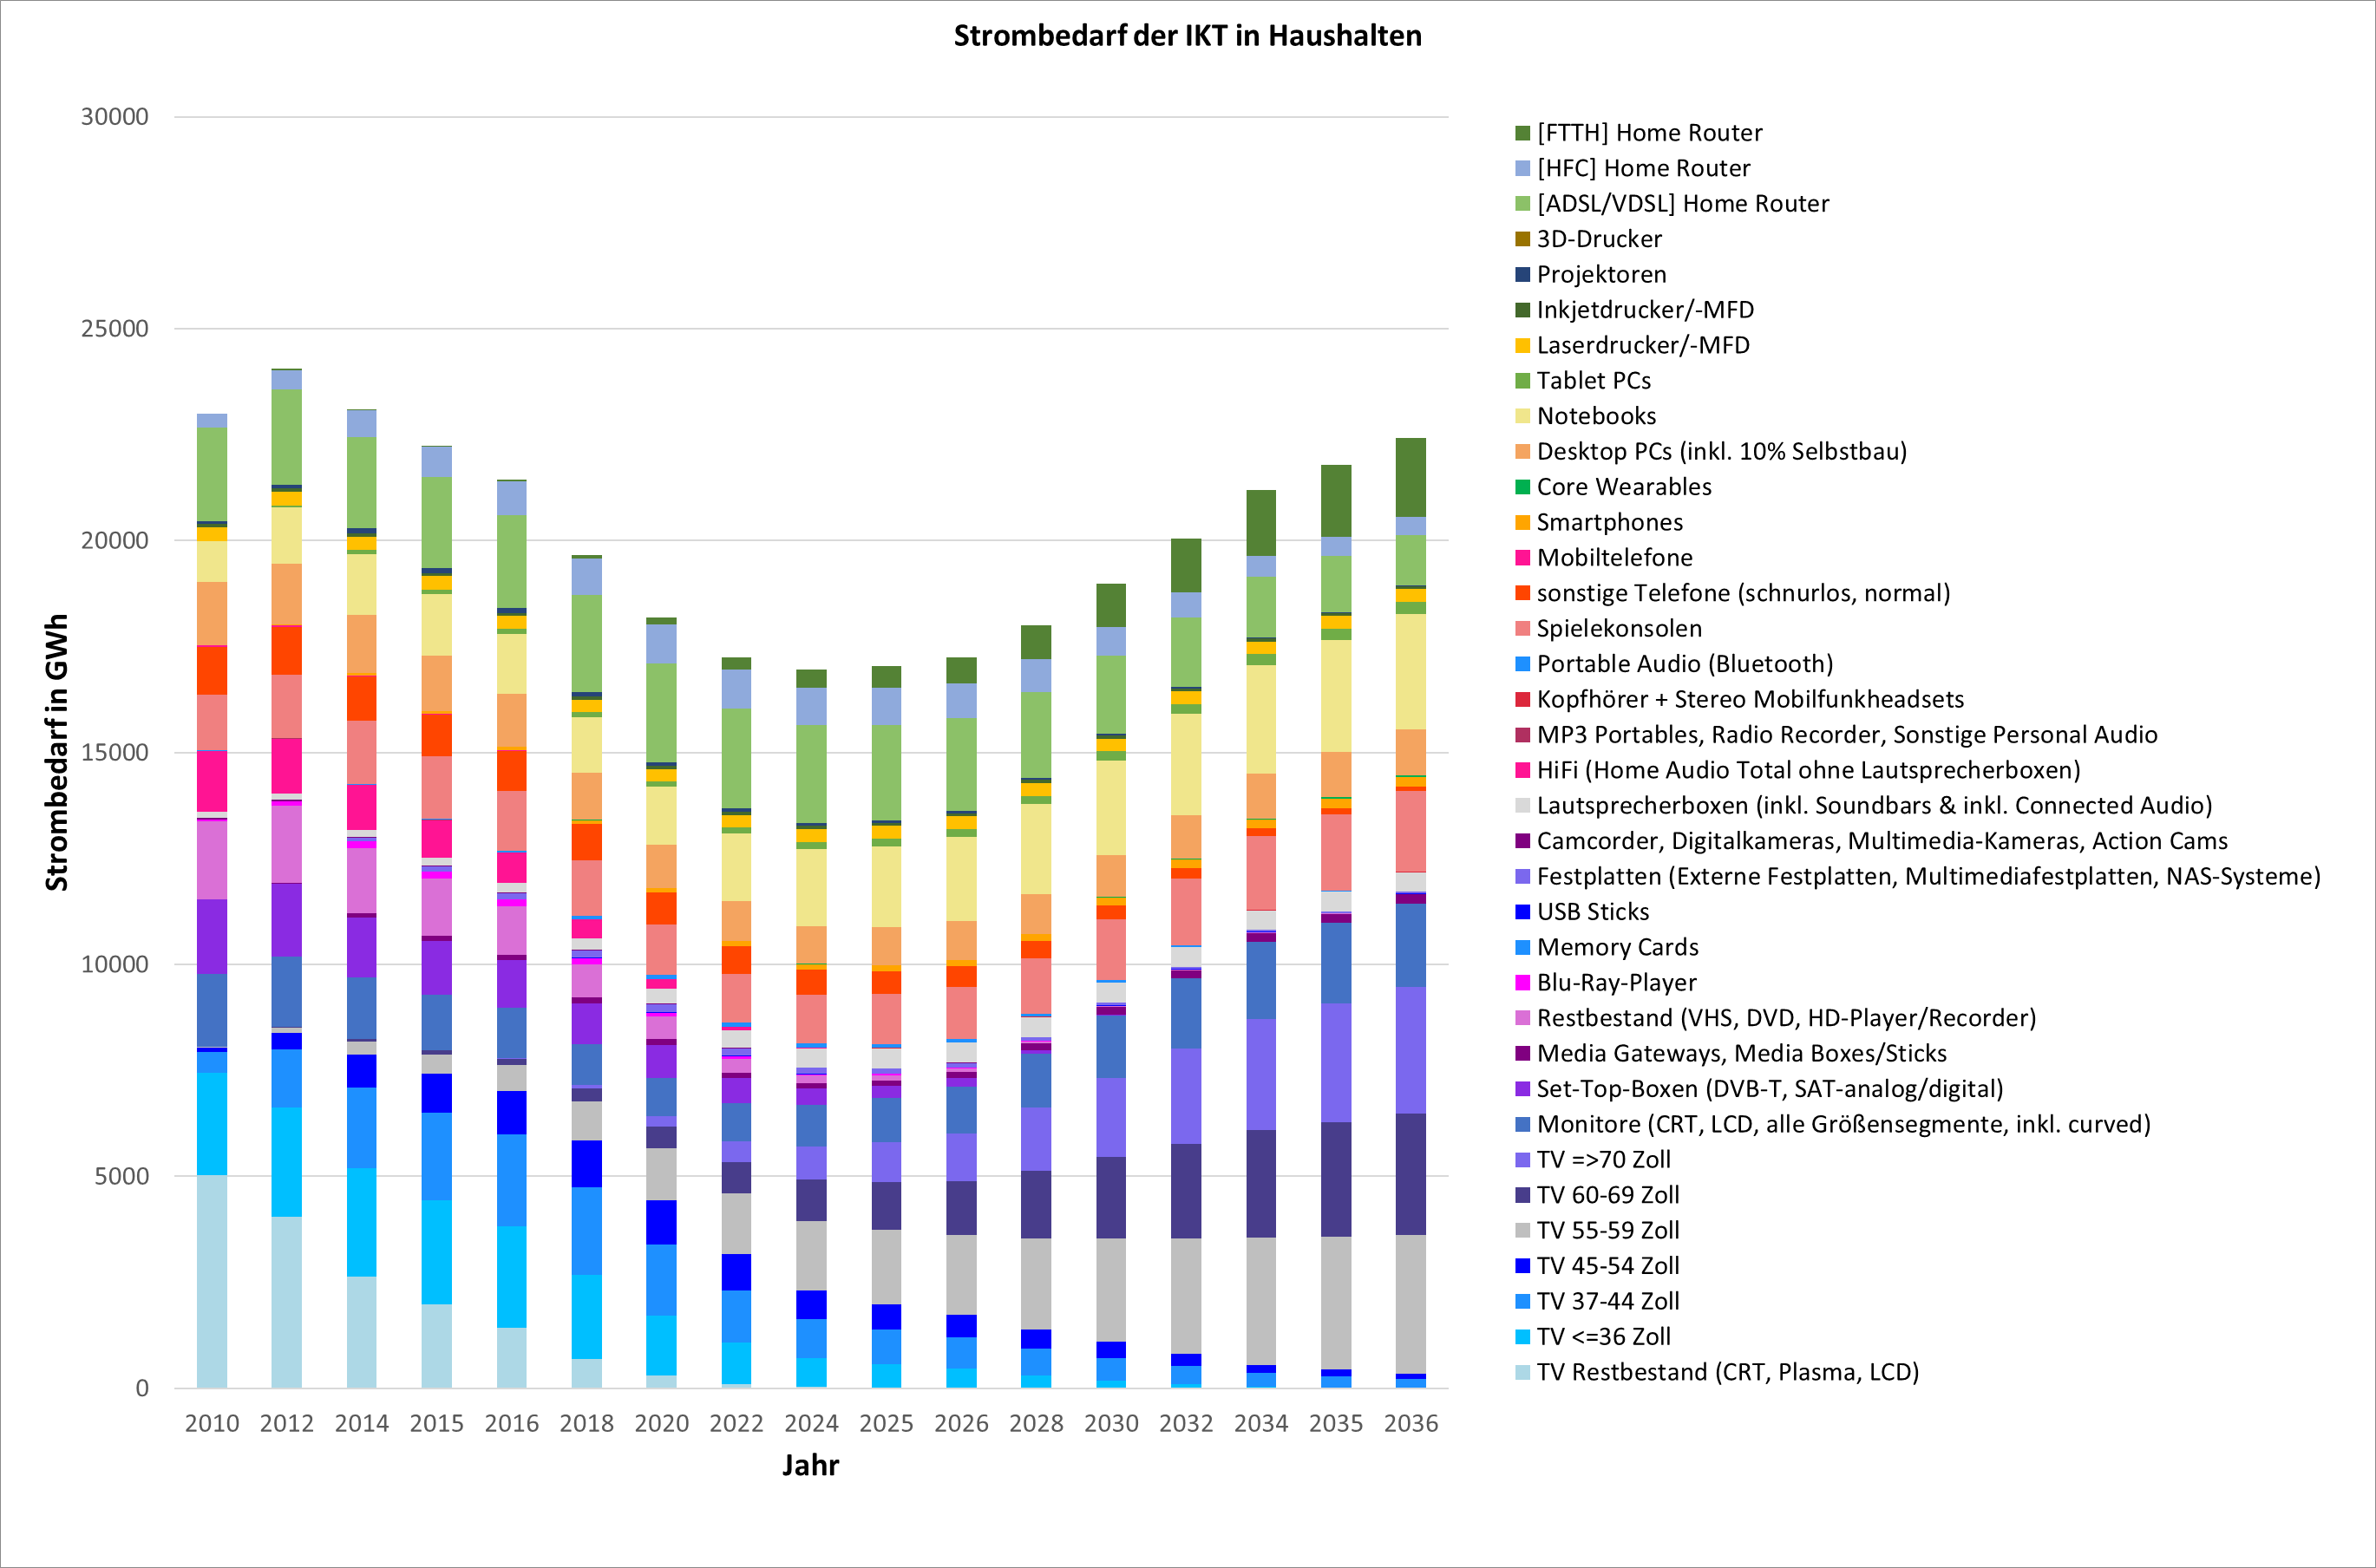 Strombedarf der IKT in Haushalten
Strombedarf in GWh
30000
25000
20000
15000
10000
5000
0
2010 2012 2014 2015 2016 2018 2020 2022 2024 2025 2026 2028 2030 2032 2034 2035 2036
Jahr
[FTTH] Home Router
[HFC] Home Router
[ADSL/VDSL] Home Router
3D-Drucker
Projektoren
Inkjetdrucker/-MFD
Laserdrucker/-MFD
Tablet PCs
Notebooks
Desktop PCs (inkl. 10% Selbstbau)
Core Wearables
Smartphones
Mobiltelefone
sonstige Telefone (schnurlos, normal)
Spielekonsolen
Portable Audio (Bluetooth)
Kopfhörer + Stereo Mobilfunkheadsets
MP3 Portables, Radio Recorder, Sonstige Personal Audio
HiFi (Home Audio Total ohne Lautsprecherboxen)
Lautsprecherboxen (inkl. Soundbars & inkl. Connected Audio)
Camcorder, Digitalkameras, Multimedia-Kameras, Action Cams
Festplatten (Externe Festplatten, Multimediafestplatten, NAS-Systeme)
USB Sticks
Memory Cards
Blu-Ray-Player
Restbestand (VHS, DVD, HD-Player/Recorder)
Media Gateways, Media Boxes/Sticks
Set-Top-Boxen (DVB-T, SAT-analog/digital)
Monitore (CRT, LCD, alle Größensegmente, inkl. curved)
TV =>70 Zoll
TV 60-69 Zoll
TV 55-59 Zoll
TV 45-54 Zoll
TV 37-44 Zoll
TV <=36 Zoll
TV Restbestand (CRT, Plasma, LCD)